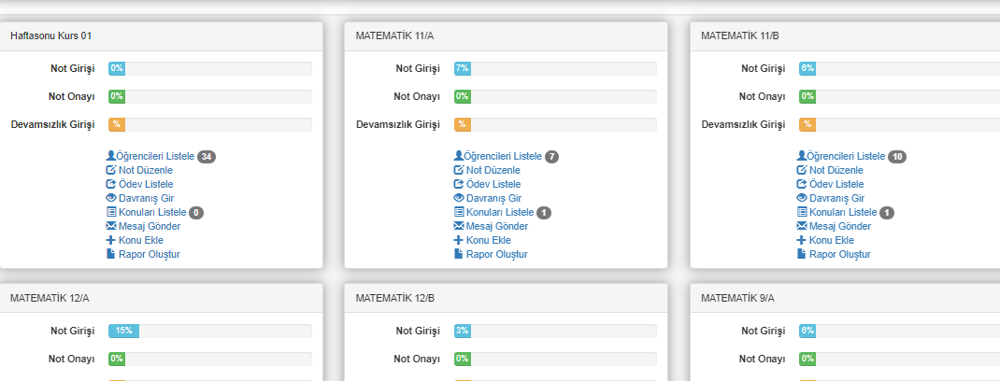 Haftasonu Kurs 01
Not Girişi 0%
Not Onayı 0%
Devamsızlık Girişi %
Öğrencileri Listele 34
Not Düzenle
Ödev Listele
Davranış Gir
Konuları Listele 0
Mesaj Gönder
Konu Ekle
Rapor Oluştur
MATEMATİK 11/A
Not Girişi 7%
Not Onayı 0%
Devamsızlık Girişi %
Öğrencileri Listele 7
Not Düzenle
Ödev Listele
Davranış Gir
Konuları Listele 1
Mesaj Gönder
Konu Ekle
Rapor Oluştur
MATEMATİK 11/B
Not Girişi 6%
Not Onayı 0%
Devamsızlık Girişi %
Öğrencileri Listele 10
Not Düzenle
Ödev Listele
Davranış Gir
Konuları Listele 1
Mesaj Gönder
Konu Ekle
Rapor Oluştur
MATEMATİK 12/A
Not Girişi 15%
Not Onayı 0%
MATEMATİK 12/B
Not Girişi 3%
Not Onayı 0%
MATEMATİK 9/A
Not Girişi 6%
Not Onayı 0%